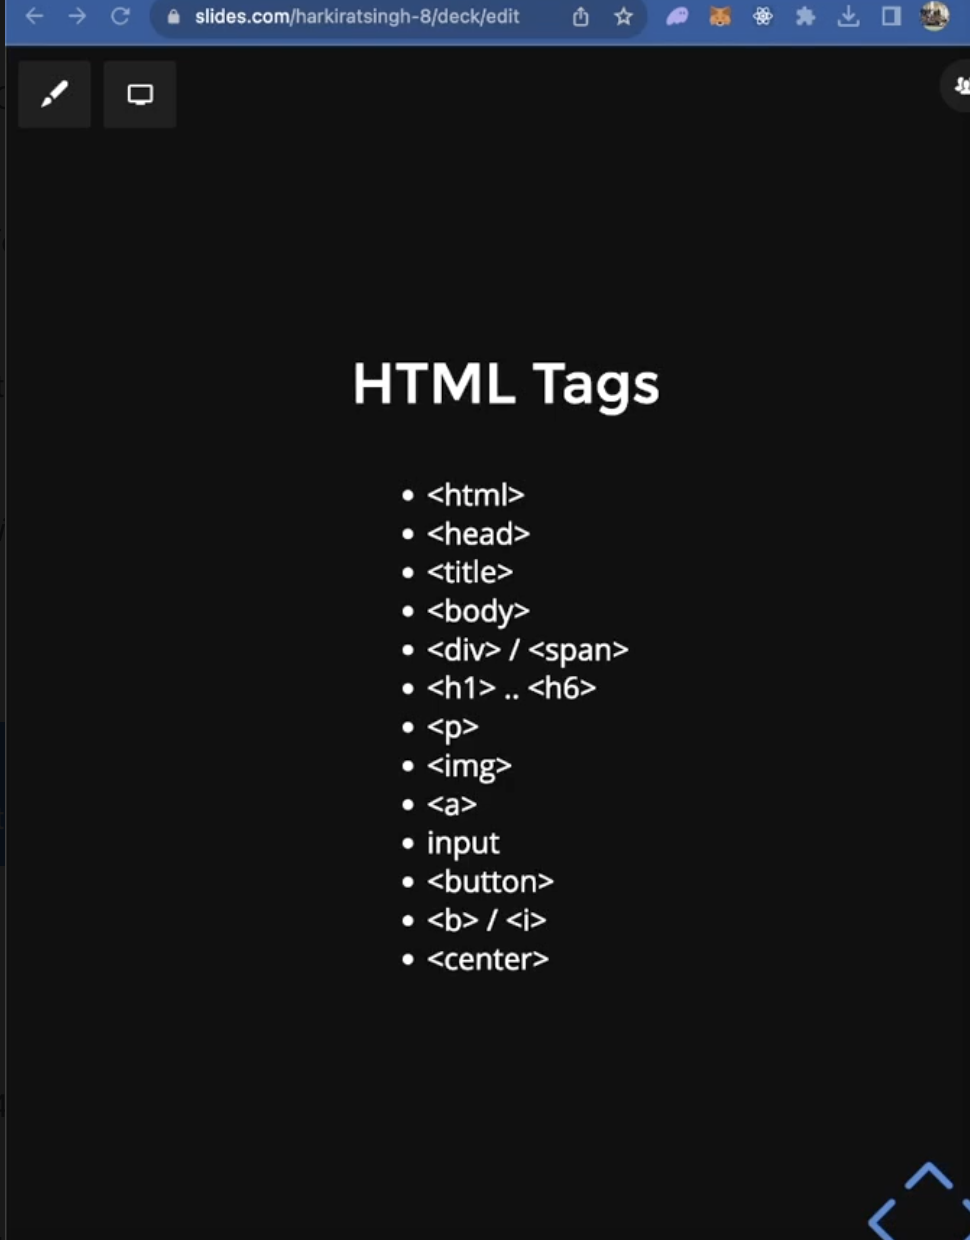 slides.com/harkiratsingh-8/deck/edit
HTML Tags
• <html>
• <head>
• <title>
• <body>
• <div> / <span>
• <h1> .. <h6>
• <p>
• <img>
• <a>
• input
• <button>
• <b> / <i>
• <center>